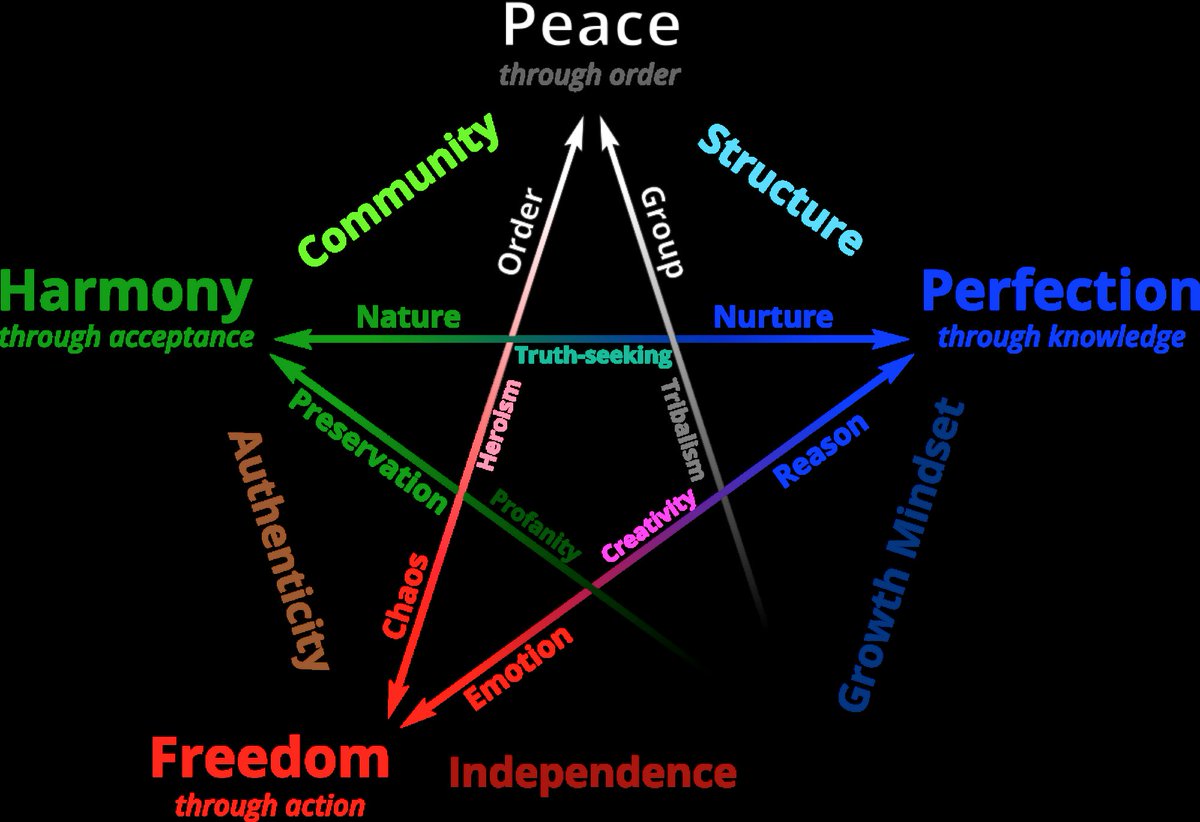 Peace
through order
Community
Structure
Order
Group
Harmony
through acceptance
Perfection
through knowledge
Nature
Nurture
Truth-seeking
Preservation
Heroism
Tribalism
Reason
Authenticity
Profanity
Creativity
Growth Mindset
Chaos
Emotion
Freedom
through action
Independence